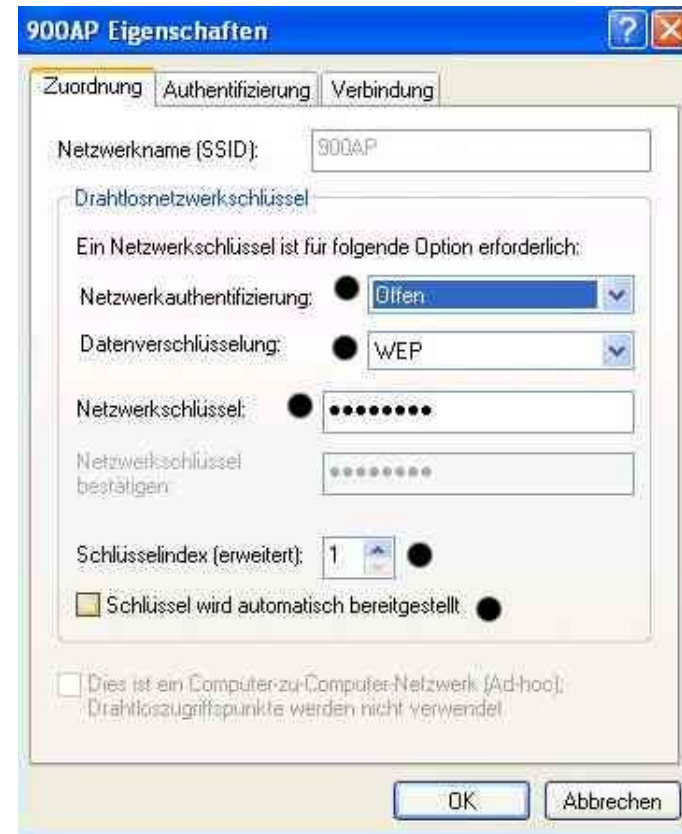 900AP Eigenschaften
Zuordnung Authentifizierung Verbindung
Netzwerkname (SSID): 900AP
Drahtlosnetzwerkschlüssel
Ein Netzwerkschlüssel ist für folgende Option erforderlich:
Netzwerkauthentifizierung: Offen
Datenverschlüsselung: WEP
Netzwerkschlüssel: ••••••••
Netzwerkschlüssel
bestätigen: ••••••••
Schlüsselindex (erweitert): 1
Schlüssel wird automatisch bereitgestellt
Dies ist ein Computer-zu-Computer-Netzwerk (Ad-hoc);
Drahtloszugriffspunkte werden nicht verwendet
OK Abbrechen